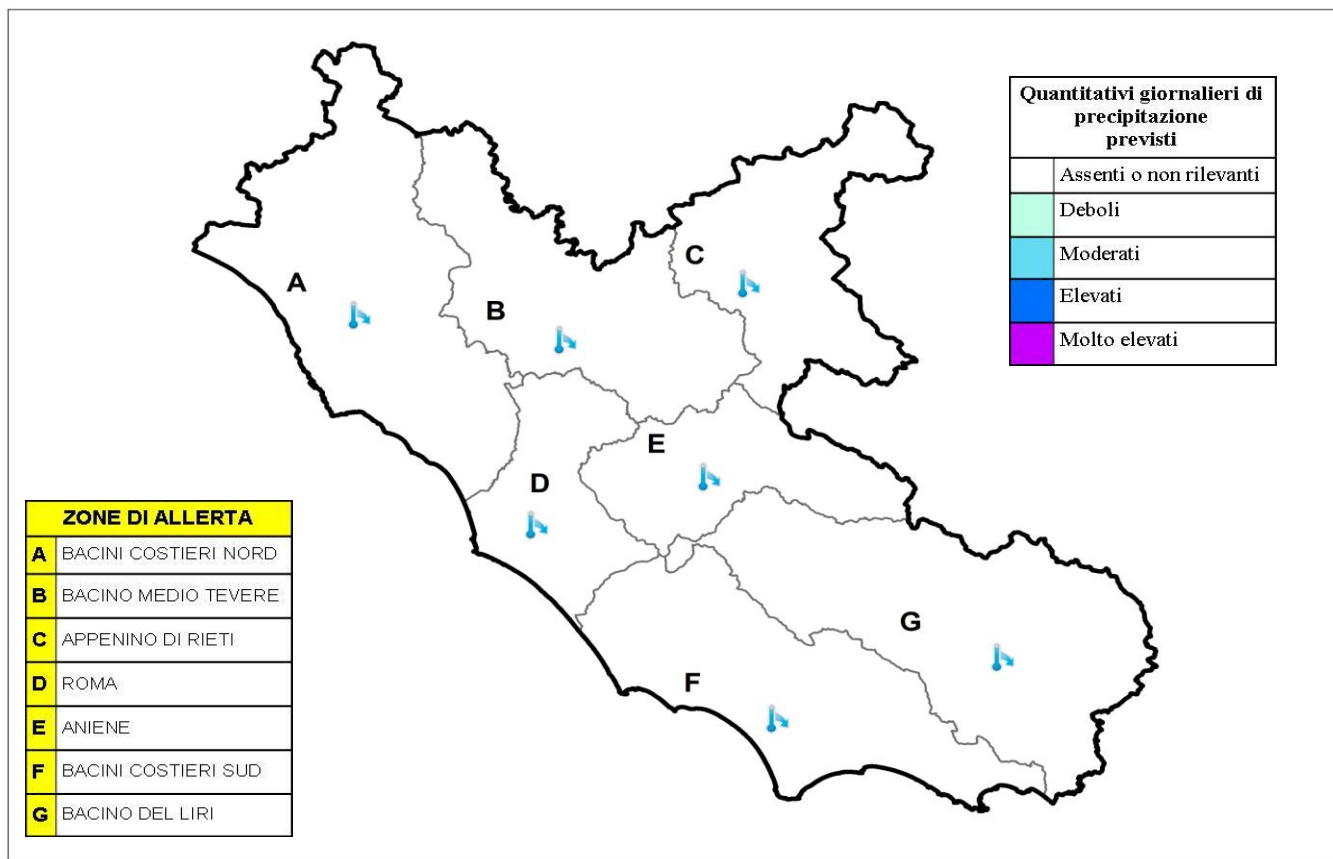 Quantitativi giornalieri di
precipitazione
previsti
Assenti o non rilevanti
Deboli
Moderati
Elevati
Molto elevati
A
B
C
D
E
F
G
ZONE DI ALLERTA
A BACINI COSTIERI NORD
B BACINO MEDIO TEVERE
C APPENINO DI RIETI
D ROMA
E ANIENE
F BACINI COSTIERI SUD
G BACINO DEL LIRI